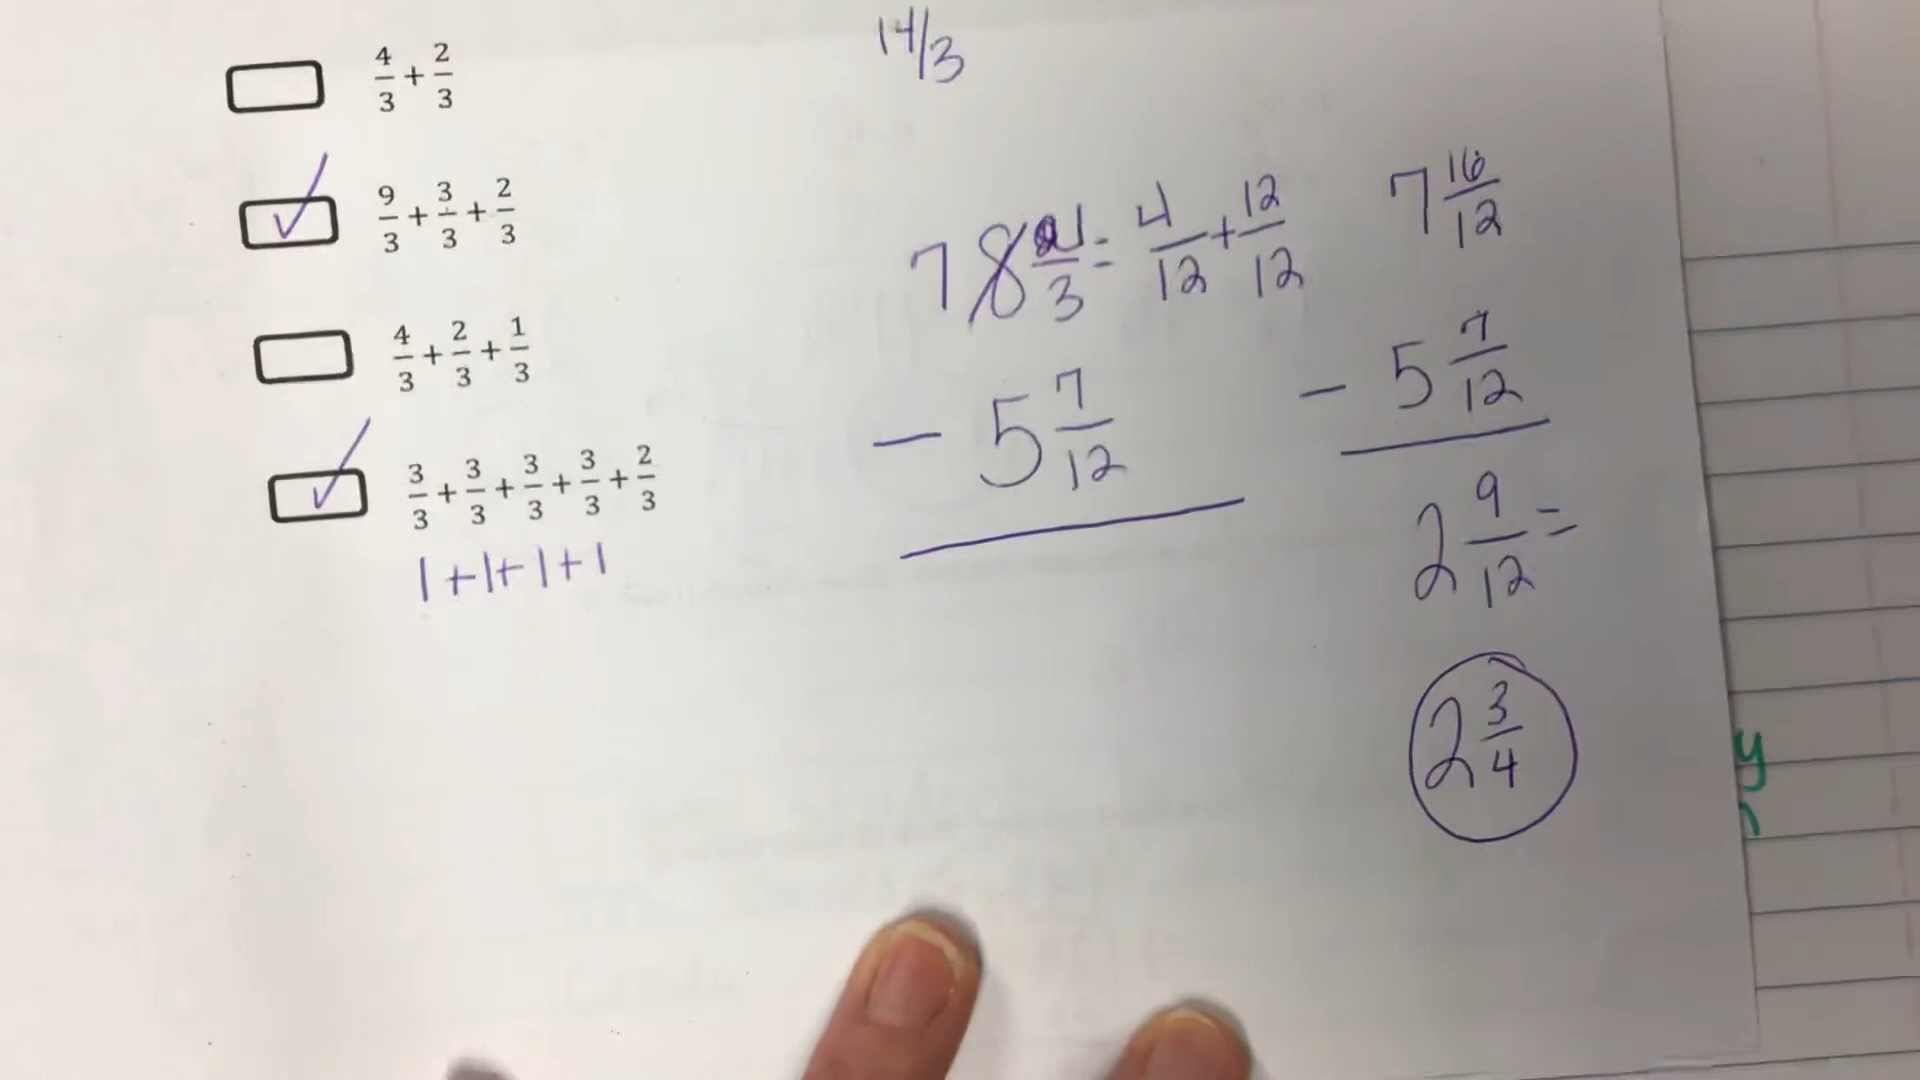 4/3 + 2/3
✓ 9/3 + 3/3 + 2/3
4/3 + 2/3 + 1/3
✓ 3/3 + 3/3 + 3/3 + 3/3 + 2/3
1+1+1+1
14/3
7 8 1/3 = 4/12 + 12/12
- 5 7/12
7 16/12
- 5 7/12
2 9/12 =
2 3/4
y